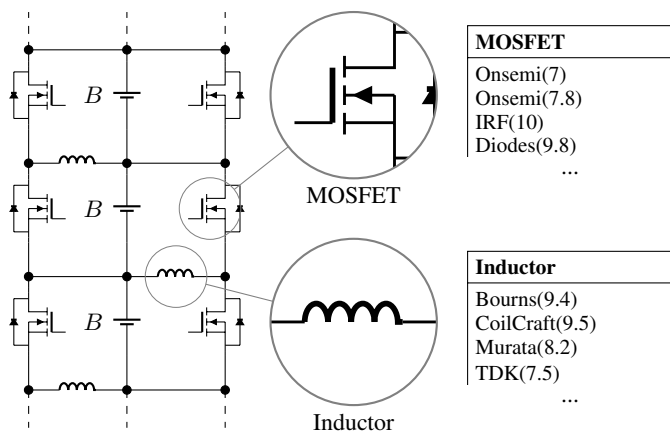 B
B
B
MOSFET
Inductor
MOSFET
Onsemi(7)
Onsemi(7.8)
IRF(10)
Diodes(9.8)
...
Inductor
Bourns(9.4)
CoilCraft(9.5)
Murata(8.2)
TDK(7.5)
...